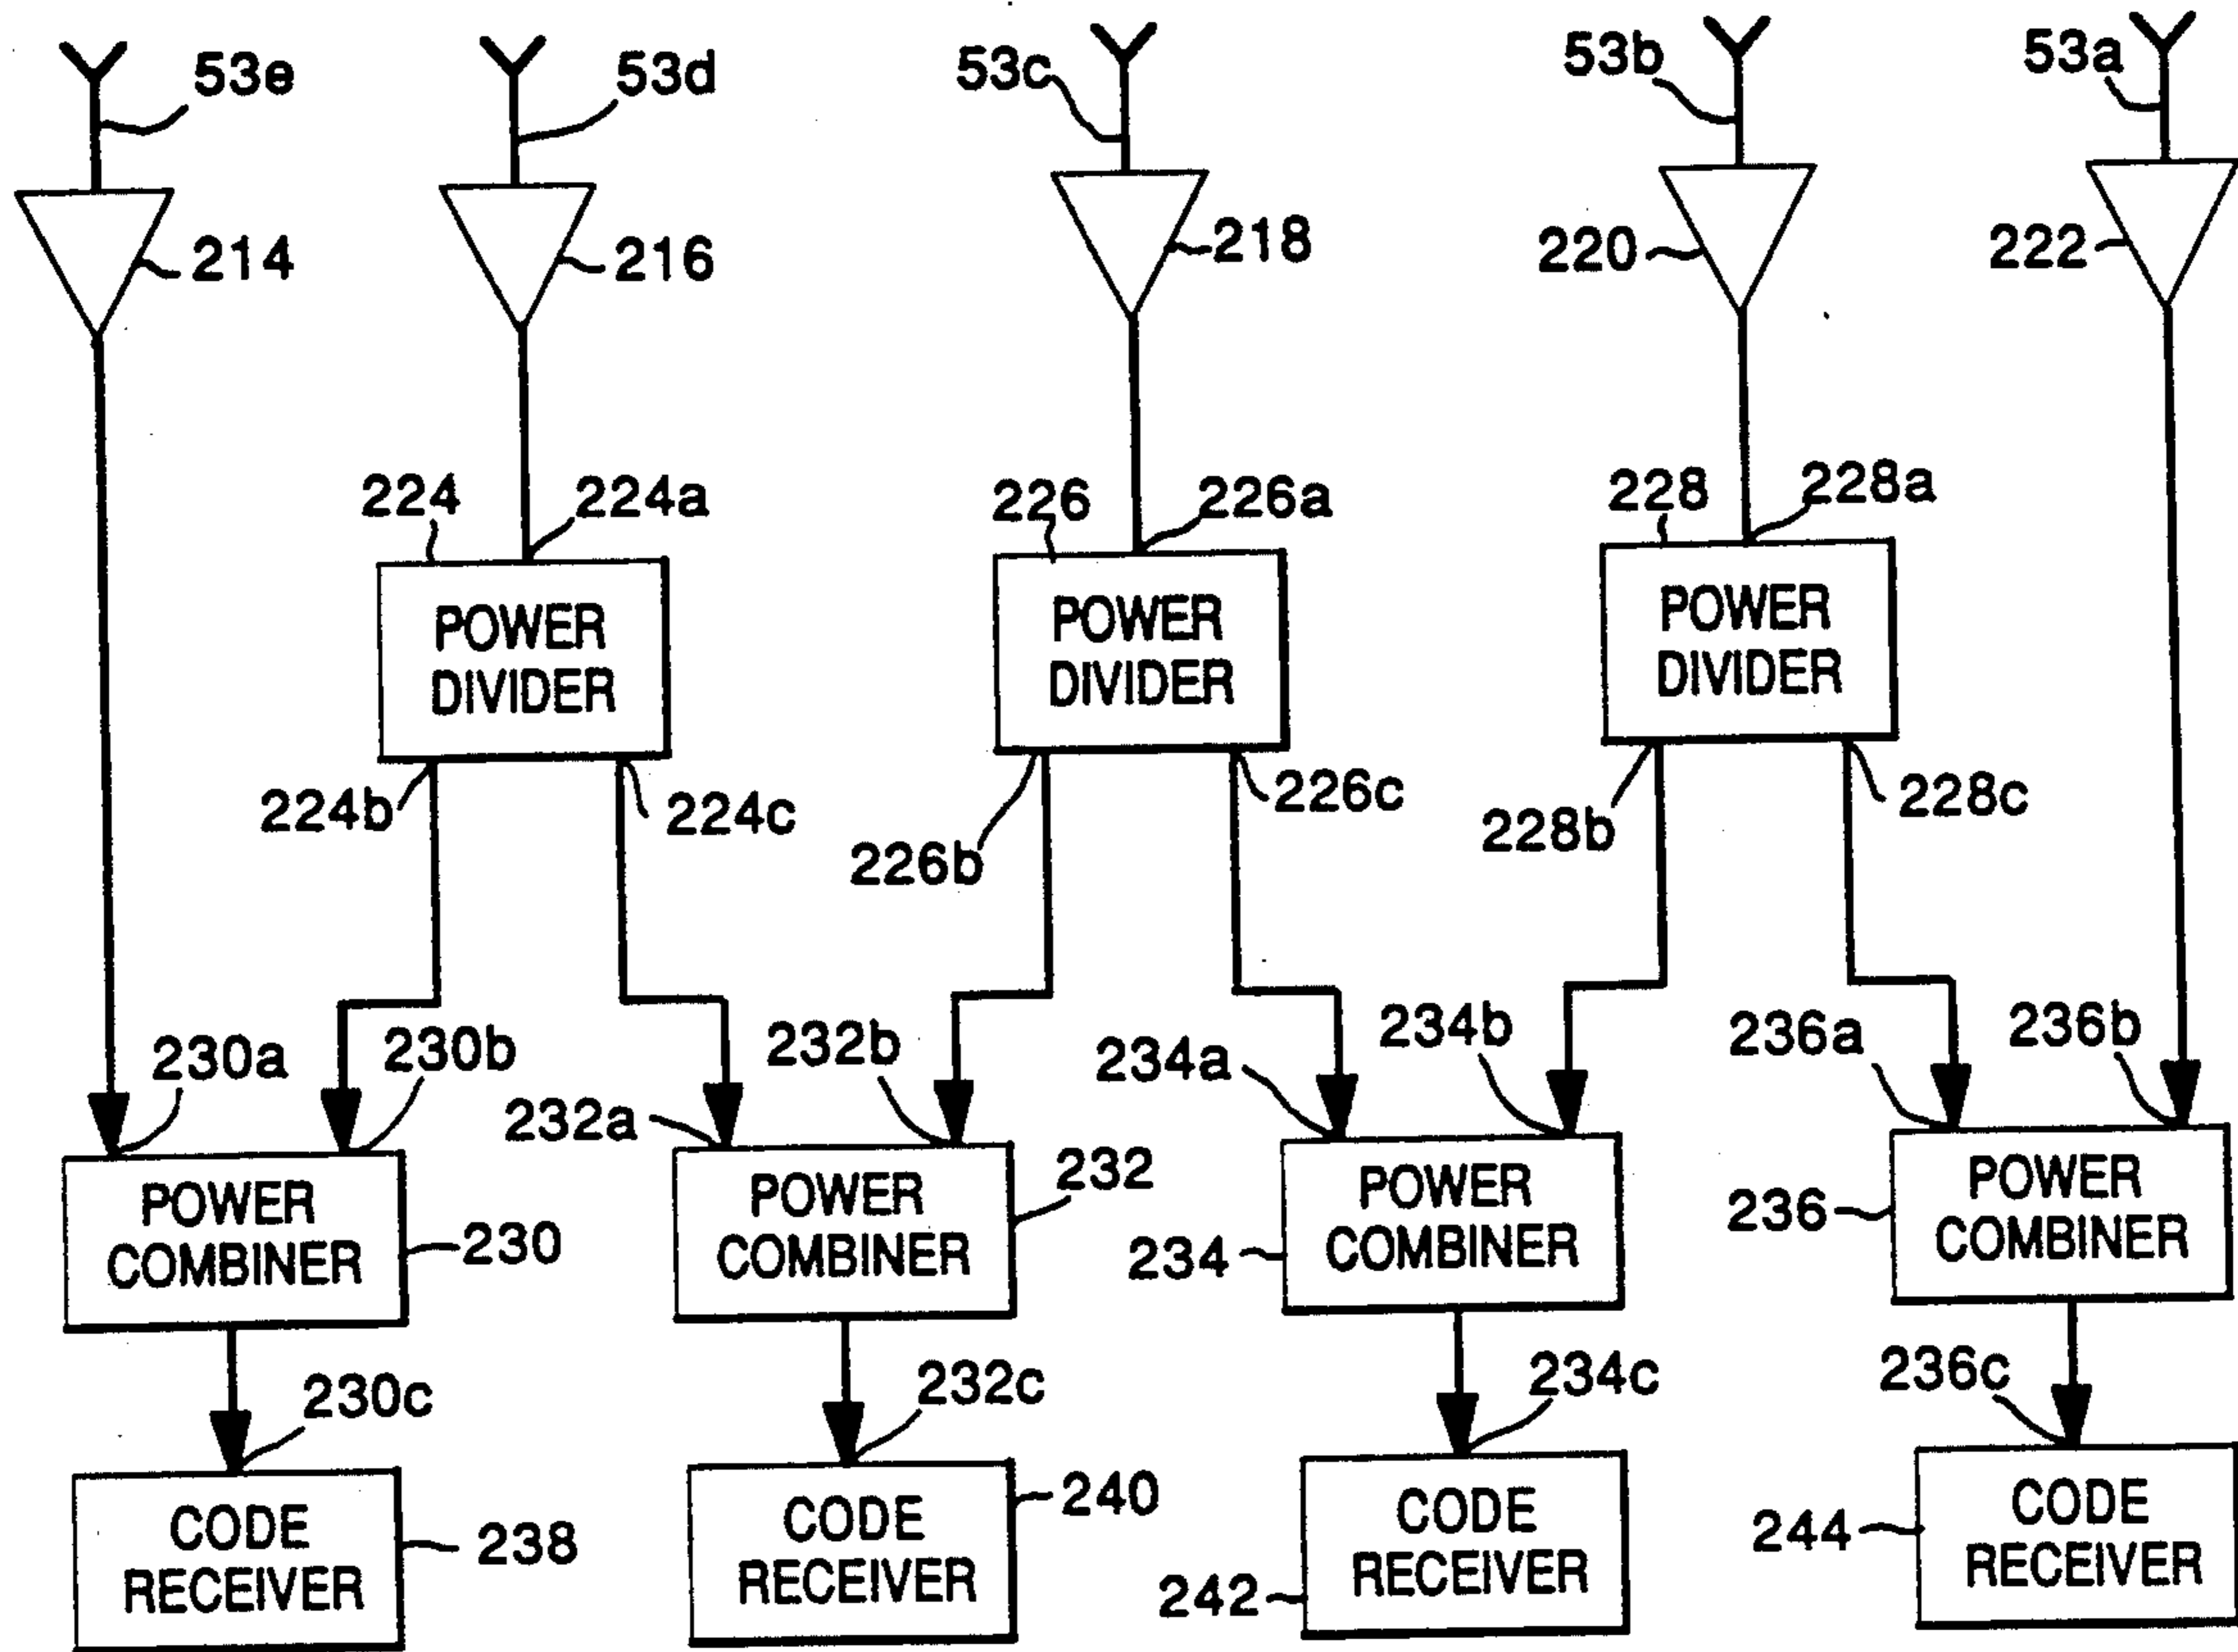 53e
53d
53c
53b
53a
214
216
218
220
222
224
224a
226
226a
228
228a
POWER
DIVIDER
POWER
DIVIDER
POWER
DIVIDER
224b
224c
226b
226c
228b
228c
230a
230b
232a
232b
234a
234b
236a
236b
POWER
COMBINER
230
POWER
COMBINER
232
POWER
COMBINER
234
POWER
COMBINER
236
230c
232c
234c
236c
CODE
RECEIVER
238
CODE
RECEIVER
240
CODE
RECEIVER
242
CODE
RECEIVER
244